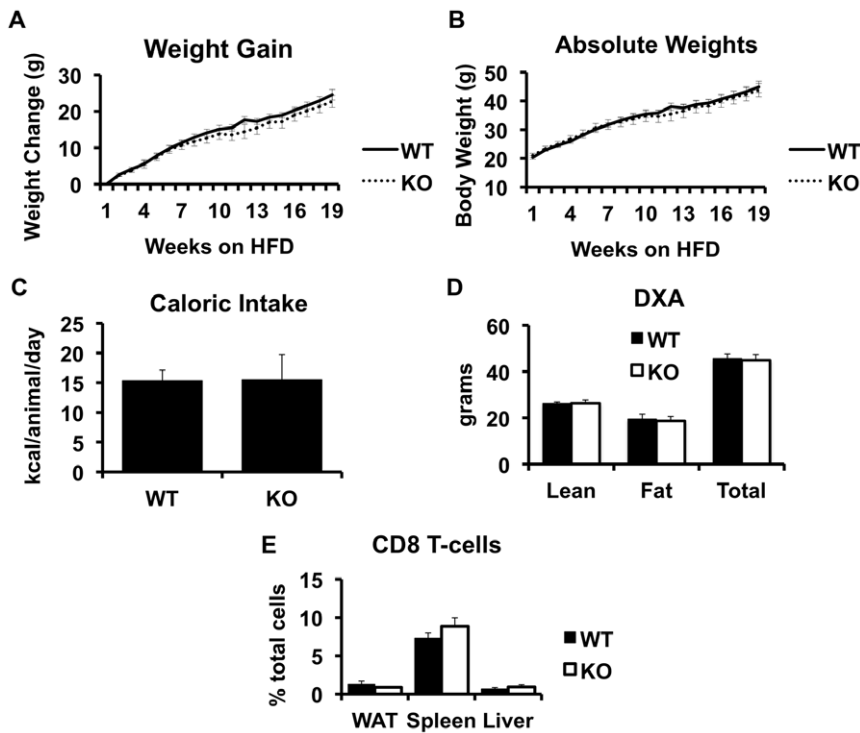 A
Weight Gain
Weight Change (g)
30
20
10
0
1 4 7 10 13 16 19
Weeks on HFD
WT
KO
B
Absolute Weights
Body Weight (g)
50
40
30
20
10
1 4 7 10 13 16 19
Weeks on HFD
WT
KO
C
Caloric Intake
kcal/animal/day
25
20
15
10
5
0
WT KO
D
DXA
grams
60
40
20
0
WT
KO
Lean Fat Total
E
CD8 T-cells
% total cells
15
10
5
0
WAT Spleen Liver
WT
KO